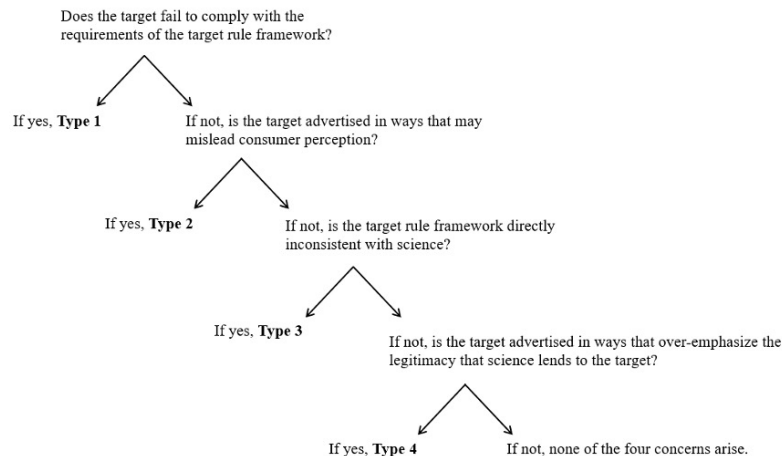 Does the target fail to comply with the
requirements of the target rule framework?
If yes, Type 1
If not, is the target advertised in ways that may
mislead consumer perception?
If yes, Type 2
If not, is the target rule framework directly
inconsistent with science?
If yes, Type 3
If not, is the target advertised in ways that over-emphasize the
legitimacy that science lends to the target?
If yes, Type 4
If not, none of the four concerns arise.